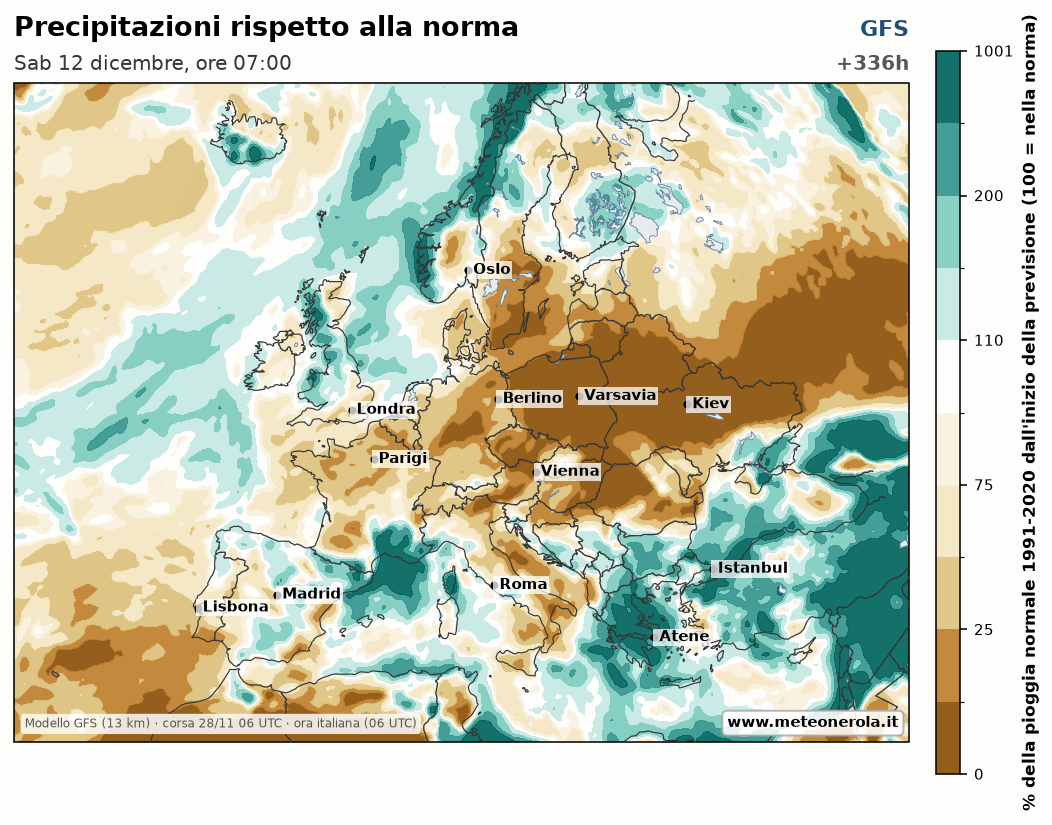 Precipitazioni rispetto alla norma
GFS
Sab 12 dicembre, ore 07:00
+336h
Oslo
Londra
Berlino
Varsavia
Kiev
Parigi
Vienna
Roma
Istanbul
Madrid
Lisbona
Atene
Modello GFS (13 km) · corsa 28/11 06 UTC · ora italiana (06 UTC)
www.meteonerola.it
1001
200
110
75
25
0
% della pioggia normale 1991-2020 dall'inizio della previsione (100 = nella norma)